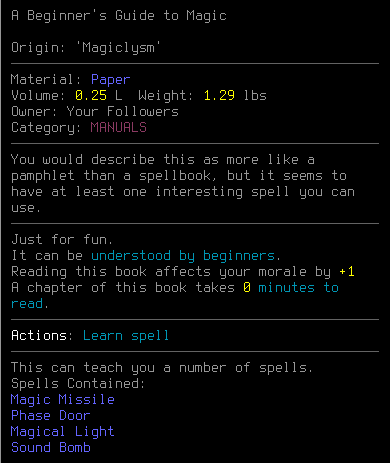 A Beginner's Guide to Magic
Origin: 'Magiclysm'
Material: Paper
Volume: 0.25 L  Weight: 1.29 lbs
Owner: Your Followers
Category: MANUALS
You would describe this as more like a
pamphlet than a spellbook, but it seems to
have at least one interesting spell you can
use.
Just for fun.
It can be understood by beginners.
Reading this book affects your morale by +1
A chapter of this book takes 0 minutes to
read.
Actions: Learn spell
This can teach you a number of spells.
Spells Contained:
Magic Missile
Phase Door
Magical Light
Sound Bomb